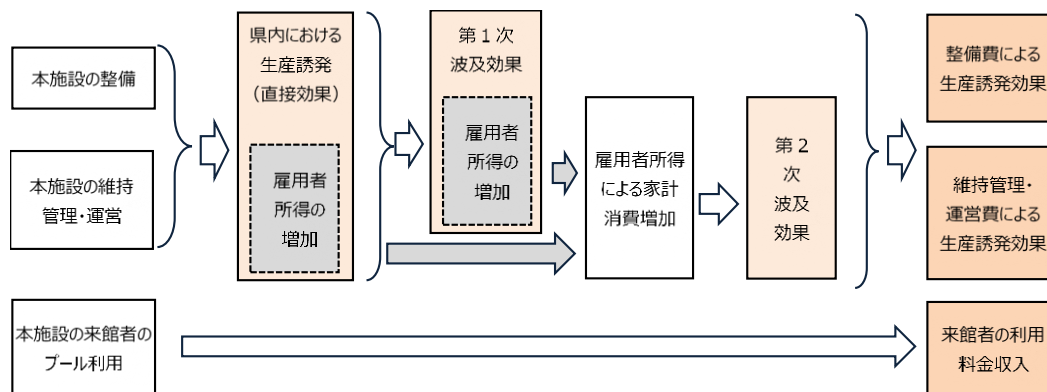 本施設の整備
本施設の維持
管理・運営
県内における
生産誘発
（直接効果）
雇用者
所得の
増加
第１次
波及効果
雇用者
所得の
増加
雇用者所得
による家計
消費増加
第２
次
波及
効果
整備費による
生産誘発効果
維持管理・
運営費による
生産誘発効果
本施設の来館者の
プール利用
来館者の利用
料金収入